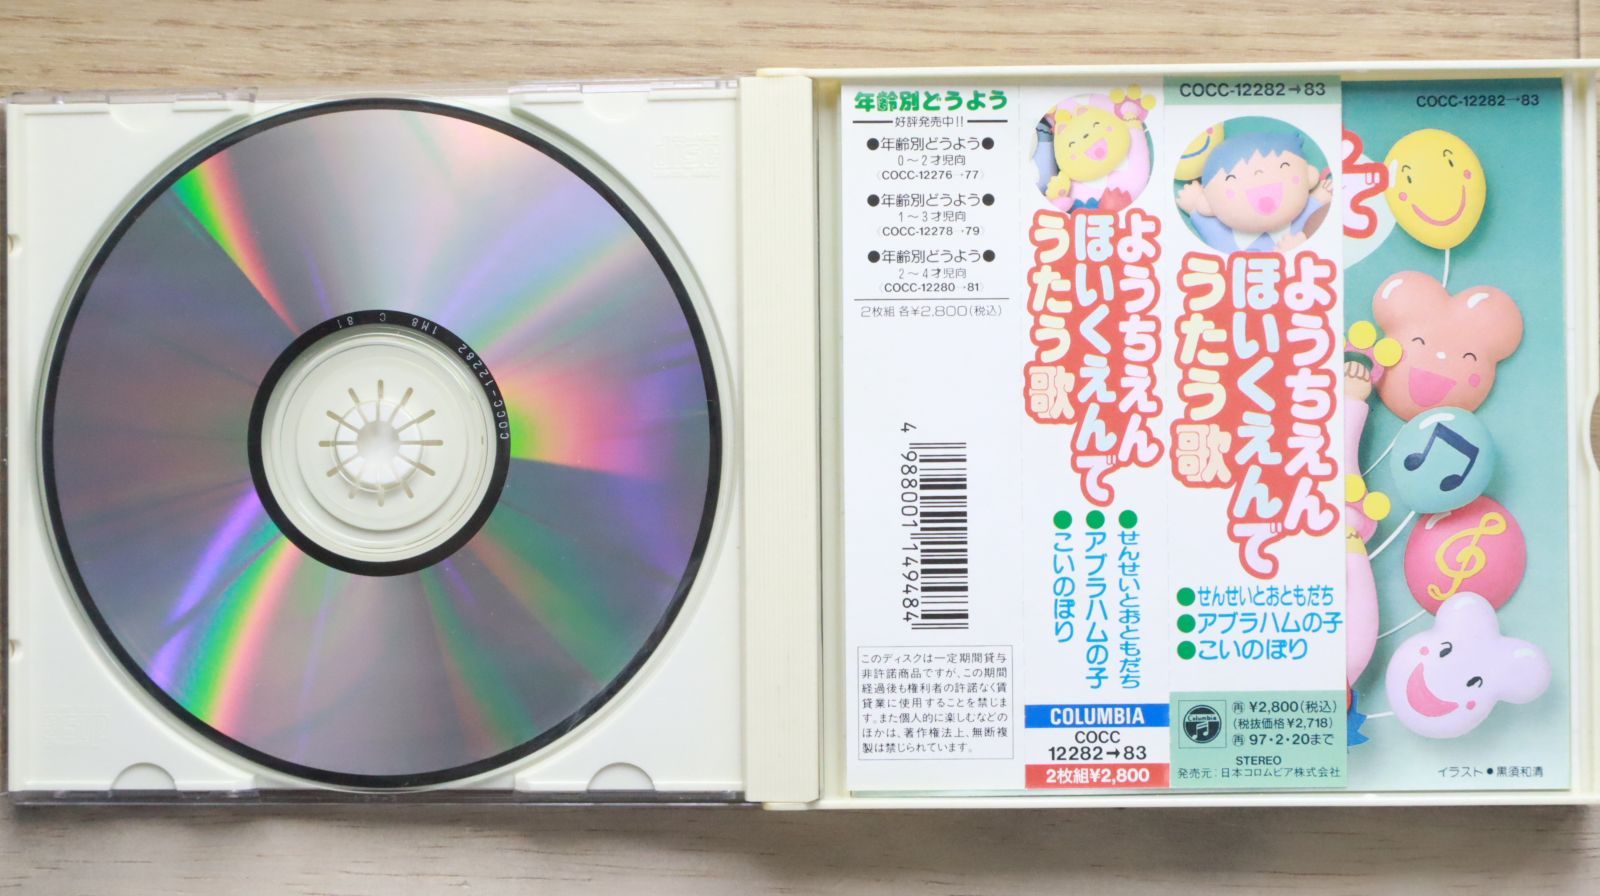 COCC-12282
1M8 C 81
年齢別どうよう
好評発売中!!
●年齢別どうよう●
0～2才児向
(COCC-12276→77)
●年齢別どうよう●
1～3才児向
(COCC-12278→79)
●年齢別どうよう●
2～4才児向
(COCC-12280→81)
2枚組 各¥2,800(税込)
4 988001 149484
このディスクは一定期間貸与
非許諾商品ですが、この期間
経過後も権利者の許諾なく賃
貸業に使用することを禁じま
す。また個人的に楽しむなどの
ほかは、著作権法上、無断複
製は禁じられています。
ようちえん
ほいくえんで
うたう歌
●せんせいとおともだち
●アブラハムの子
●こいのぼり
COLUMBIA
COCC
12282→83
2枚組¥2,800
COCC-12282→83
ようちえん
ほいくえんで
うたう歌
●せんせいとおともだち
●アブラハムの子
●こいのぼり
Columbia
再 ¥2,800(税込)
(税抜価格¥2,718)
再 97・2・20まで
STEREO
発売元:日本コロムビア株式会社
COCC-12282→83
で
イラスト●黒須和清